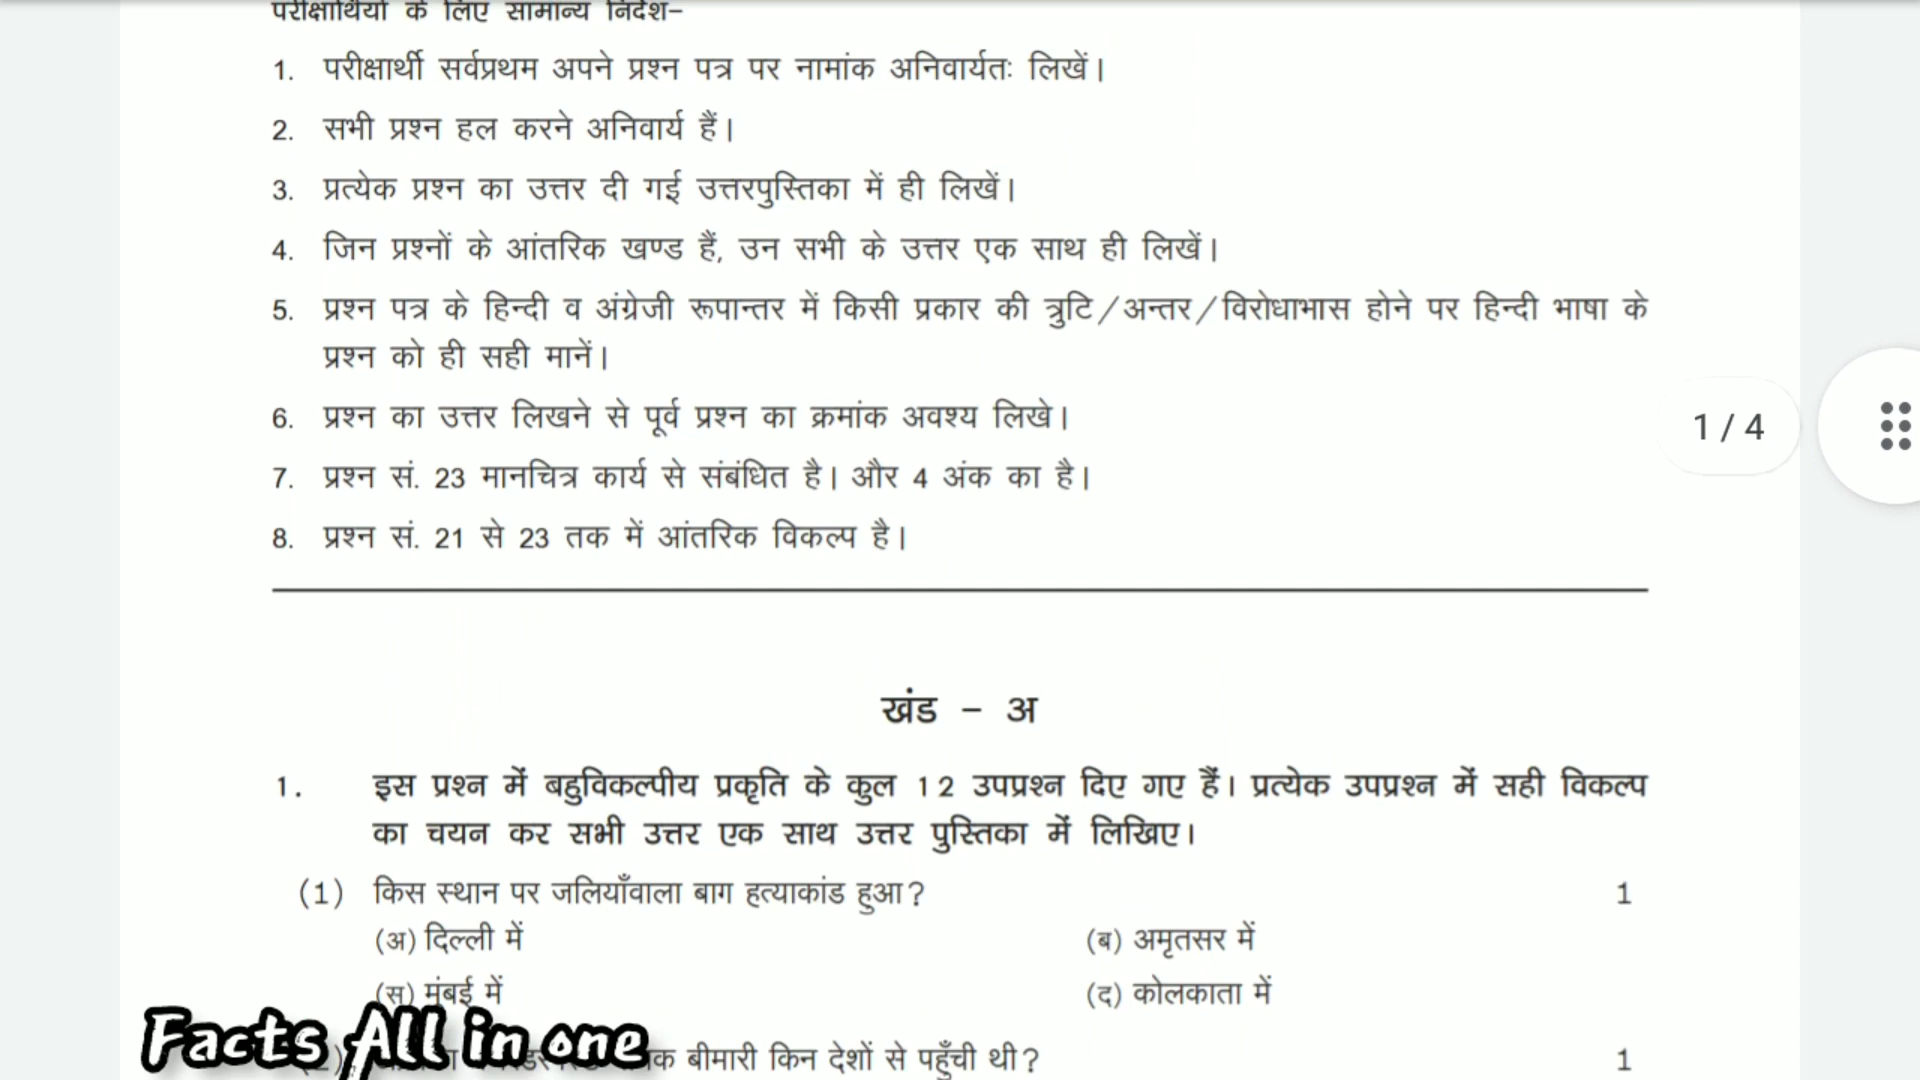 परीक्षार्थियों के लिए सामान्य निर्देश–
1. परीक्षार्थी सर्वप्रथम अपने प्रश्न पत्र पर नामांक अनिवार्यतः लिखें।
2. सभी प्रश्न हल करने अनिवार्य हैं।
3. प्रत्येक प्रश्न का उत्तर दी गई उत्तरपुस्तिका में ही लिखें।
4. जिन प्रश्नों के आंतरिक खण्ड हैं, उन सभी के उत्तर एक साथ ही लिखें।
5. प्रश्न पत्र के हिन्दी व अंग्रेजी रूपान्तर में किसी प्रकार की त्रुटि/अन्तर/विरोधाभास होने पर हिन्दी भाषा के
प्रश्न को ही सही मानें।
1 / 4
6. प्रश्न का उत्तर लिखने से पूर्व प्रश्न का क्रमांक अवश्य लिखे।
7. प्रश्न सं. 23 मानचित्र कार्य से संबंधित है। और 4 अंक का है।
8. प्रश्न सं. 21 से 23 तक में आंतरिक विकल्प है।
खंड – अ
1. इस प्रश्न में बहुविकल्पीय प्रकृति के कुल 12 उपप्रश्न दिए गए हैं। प्रत्येक उपप्रश्न में सही विकल्प
का चयन कर सभी उत्तर एक साथ उत्तर पुस्तिका में लिखिए।
(1) किस स्थान पर जलियाँवाला बाग हत्याकांड हुआ? 1
(अ) दिल्ली में (ब) अमृतसर में
(स) मुंबई में (द) कोलकाता में
Facts All in one
बीमारी किन देशों से पहुँची थी? 1